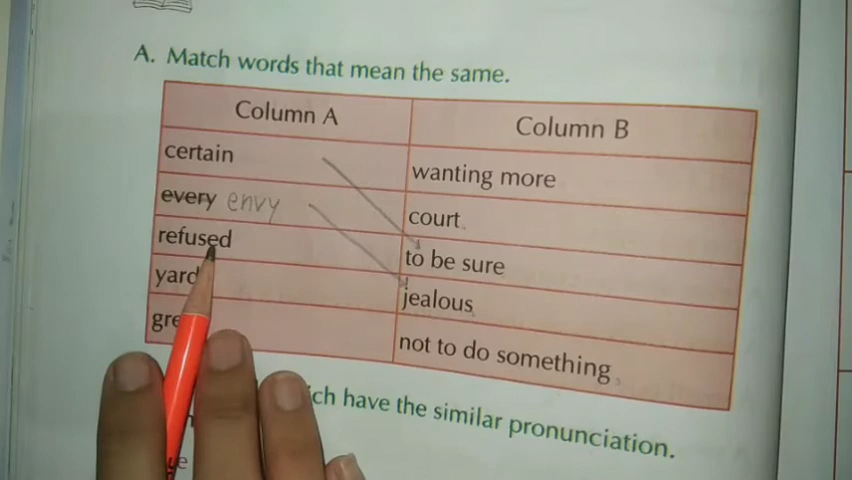 A. Match words that mean the same.
Column A Column B
certain wanting more
every envy court
refused to be sure
yard jealous
gre not to do something
ch have the similar pronunciation.